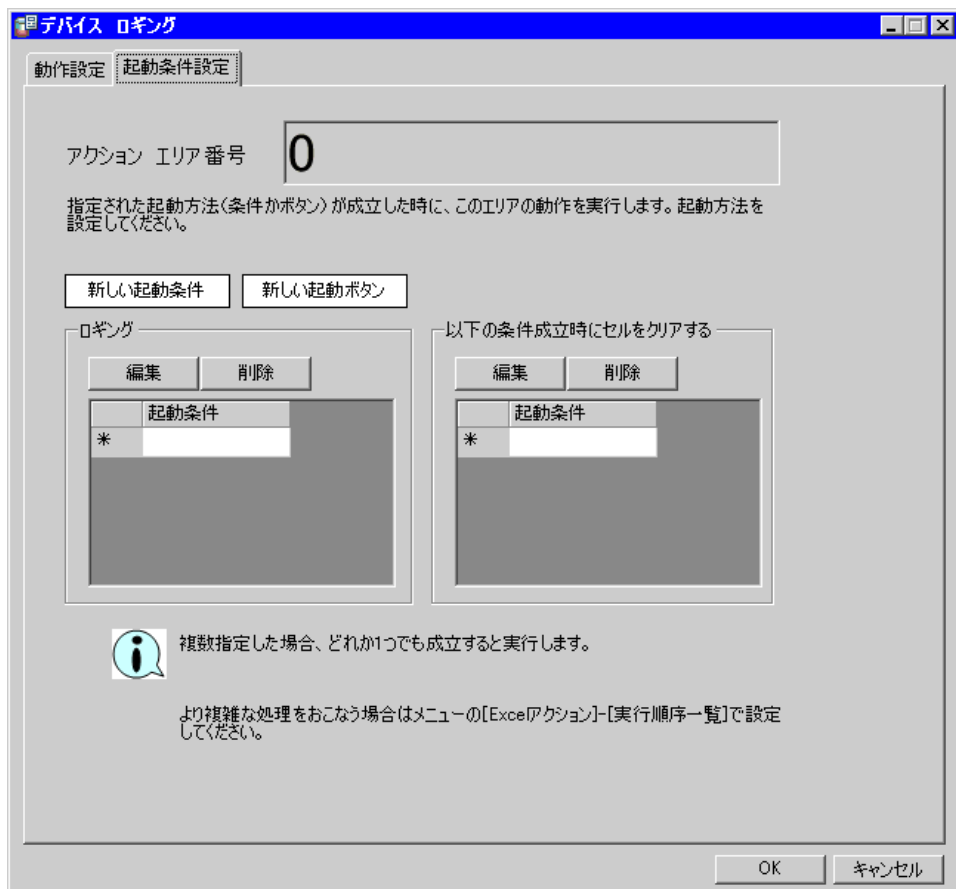 デバイス ロギング
動作設定 起動条件設定
アクション エリア番号 0
指定された起動方法(条件かボタン)が成立した時に、このエリアの動作を実行します。起動方法を
設定してください。
新しい起動条件 新しい起動ボタン
ロギング 以下の条件成立時にセルをクリアする
編集 削除 編集 削除
起動条件 起動条件
* *
複数指定した場合、どれか1つでも成立すると実行します。
より複雑な処理をおこなう場合はメニューの[Excelアクション]-[実行順序一覧]で設定
してください。
OK キャンセル